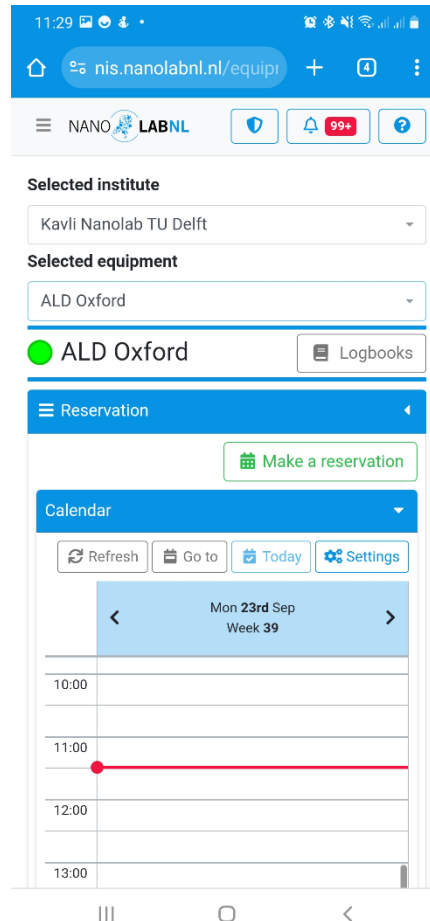 11:29
nis.nanolabnl.nl/equipr
4
NANO LABNL
99+
Selected institute
Kavli Nanolab TU Delft
Selected equipment
ALD Oxford
ALD Oxford
Logbooks
Reservation
Make a reservation
Calendar
Refresh Go to Today Settings
Mon 23rd Sep
Week 39
10:00
11:00
12:00
13:00